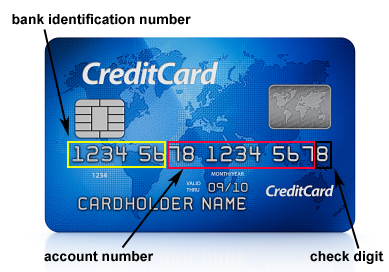 bank identification number
CreditCard
1234 5678 1234 5678
1234
MONTH/YEAR
VALID
THRU
09/10
CreditCard
CARDHOLDER NAME
account number
check digit